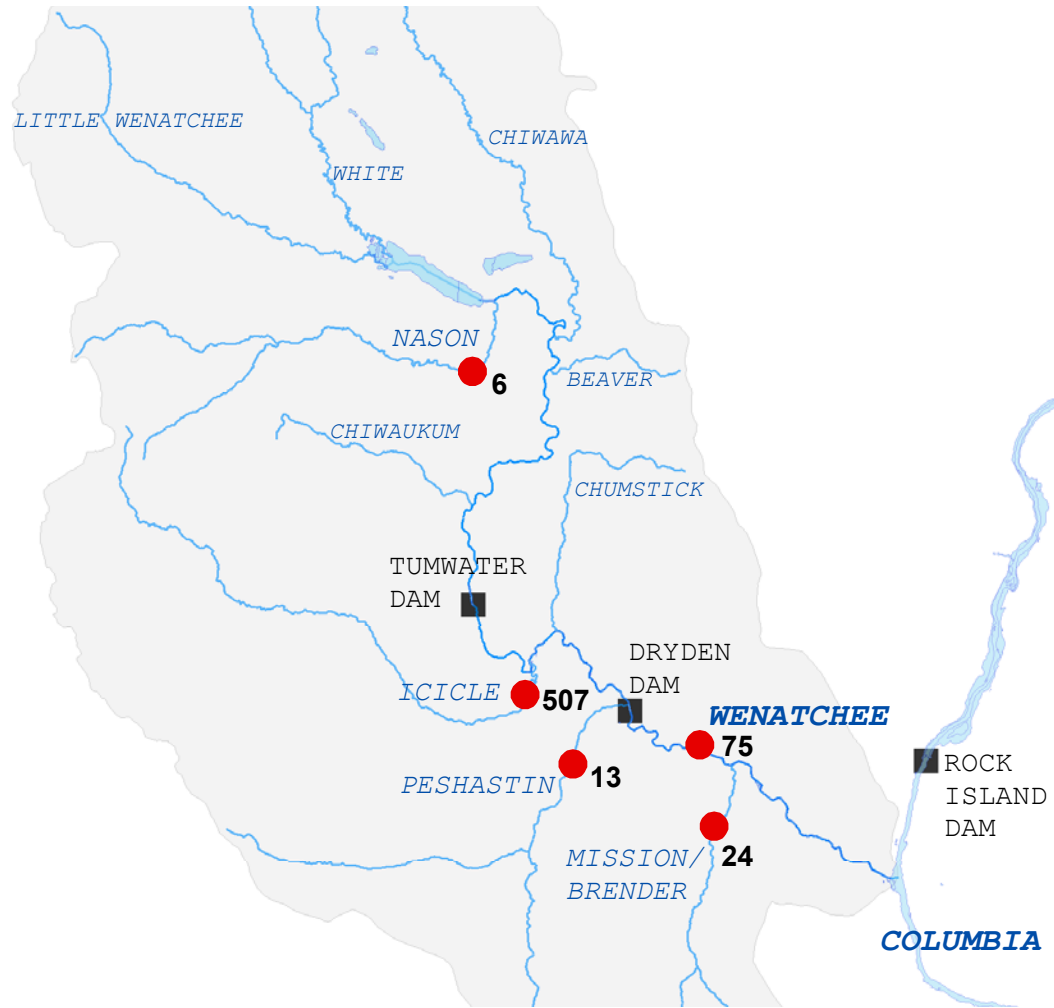 LITTLE WENATCHEE
CHIWAWA
WHITE
NASON
6
BEAVER
CHIWAUKUM
CHUMSTICK
TUMWATER
DAM
DRYDEN
DAM
ICICLE
507
WENATCHEE
75
PESHASTIN
13
ROCK
ISLAND
DAM
MISSION/
BRENDER
24
COLUMBIA